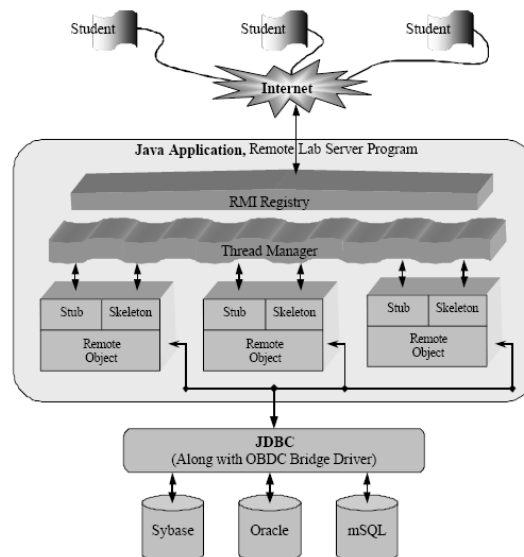 Student
Student
Student
Internet
Java Application, Remote Lab Server Program
RMI Registry
Thread Manager
Stub
Skeleton
Remote
Object
Stub
Skeleton
Remote
Object
Stub
Skeleton
Remote
Object
JDBC
(Along with OBDC Bridge Driver)
Sybase
Oracle
mSQL